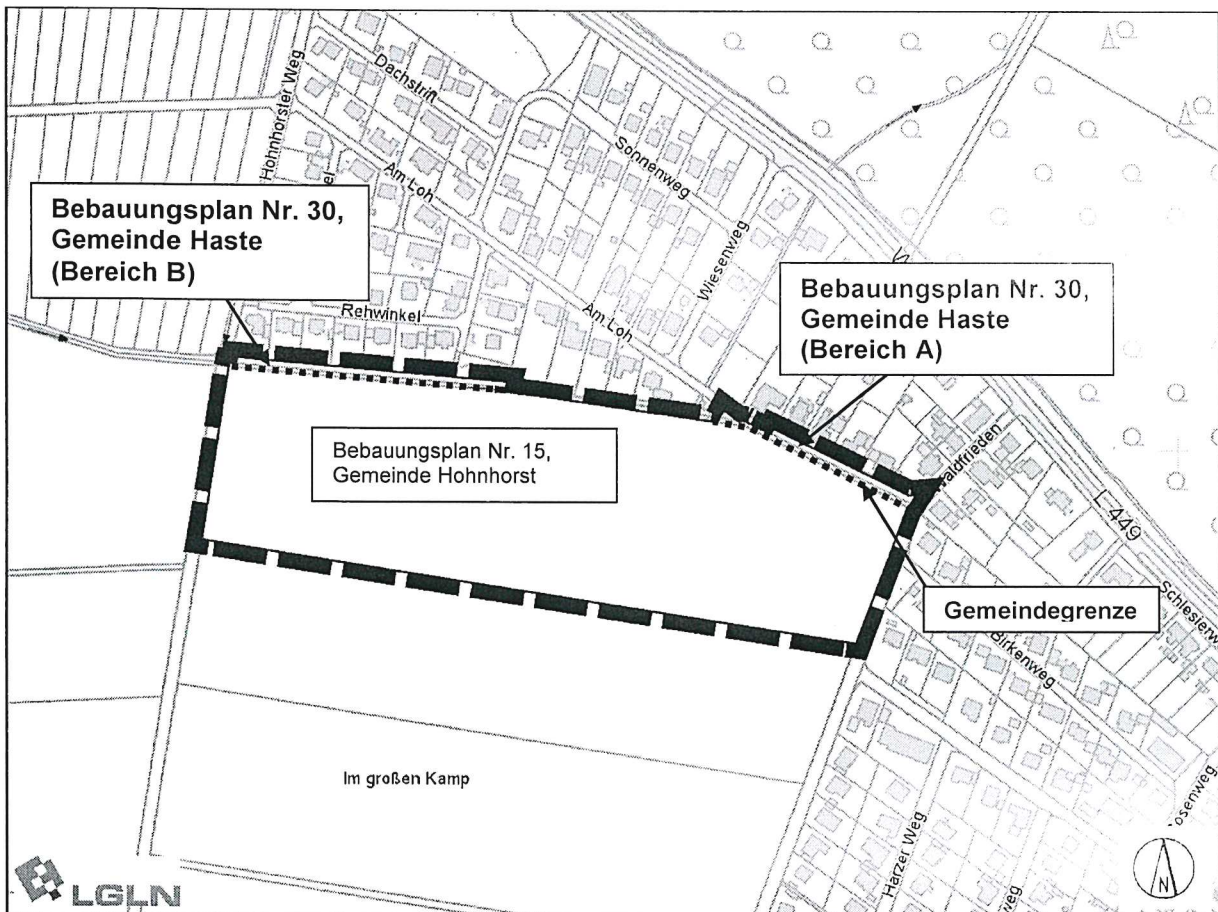 Dachstrift
Hohnhorster Weg
Sonnenweg
Am Loh
Bebauungsplan Nr. 30,
Gemeinde Haste
(Bereich B)
Wiesenweg
Bebauungsplan Nr. 30,
Gemeinde Haste
(Bereich A)
Rehwinkel
Am Loh
Bebauungsplan Nr. 15,
Gemeinde Hohnhorst
Waldfrieden
L 449
Gemeindegrenze
Birkenweg
Im großen Kamp
Harzer Weg
LGLN
N